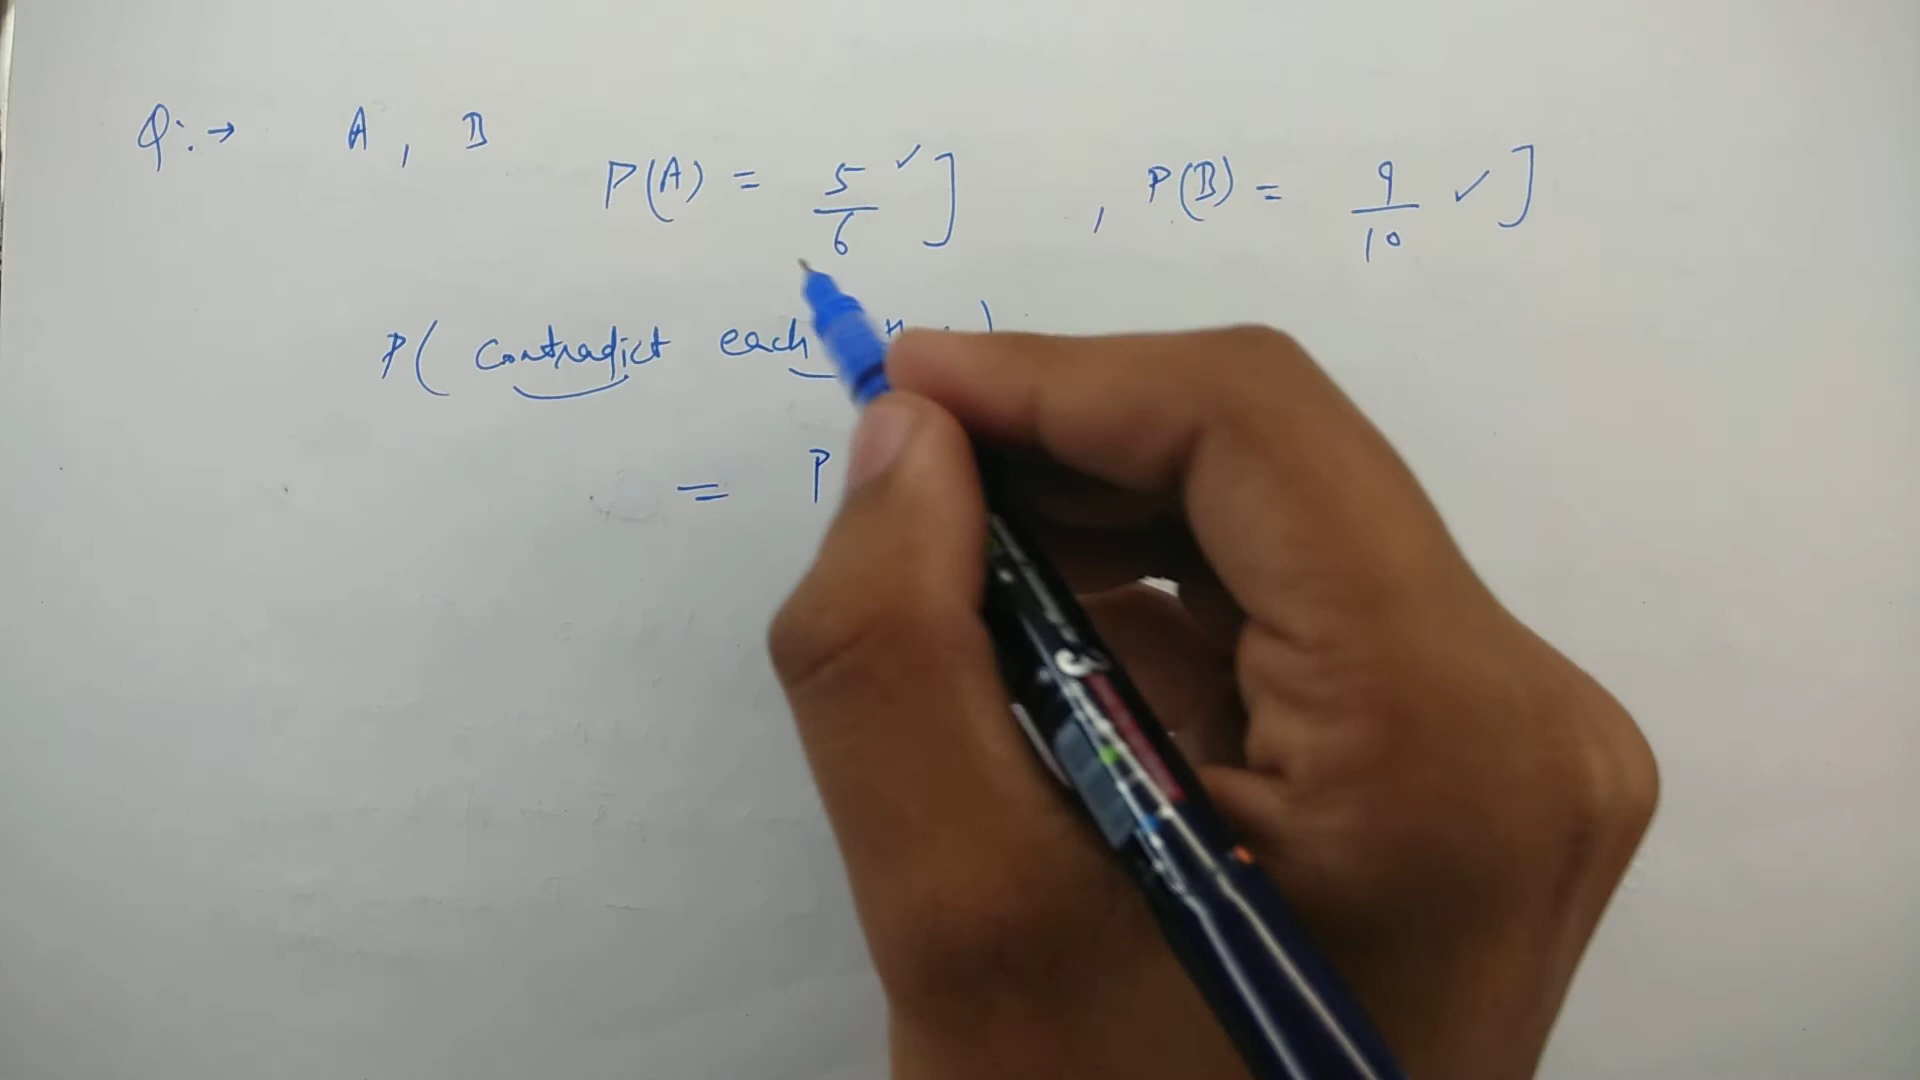 Q:→ A, B
P(A) = 5/6 ✓] , P(B) = 9/10 ✓]
P( contradict each )
= P